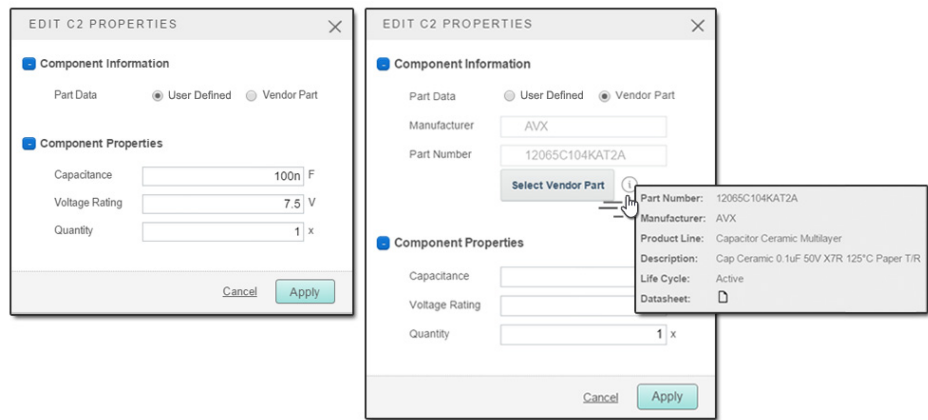 EDIT C2 PROPERTIES
Component Information
Part Data User Defined Vendor Part
Component Properties
Capacitance 100n F
Voltage Rating 7.5 V
Quantity 1 x
Cancel Apply
EDIT C2 PROPERTIES
Component Information
Part Data User Defined Vendor Part
Manufacturer AVX
Part Number 12065C104KAT2A
Select Vendor Part
Part Number: 12065C104KAT2A
Manufacturer: AVX
Product Line: Capacitor Ceramic Multilayer
Description: Cap Ceramic 0.1uF 50V X7R 125°C Paper T/R
Life Cycle: Active
Datasheet:
Component Properties
Capacitance
Voltage Rating
Quantity 1 x
Cancel Apply